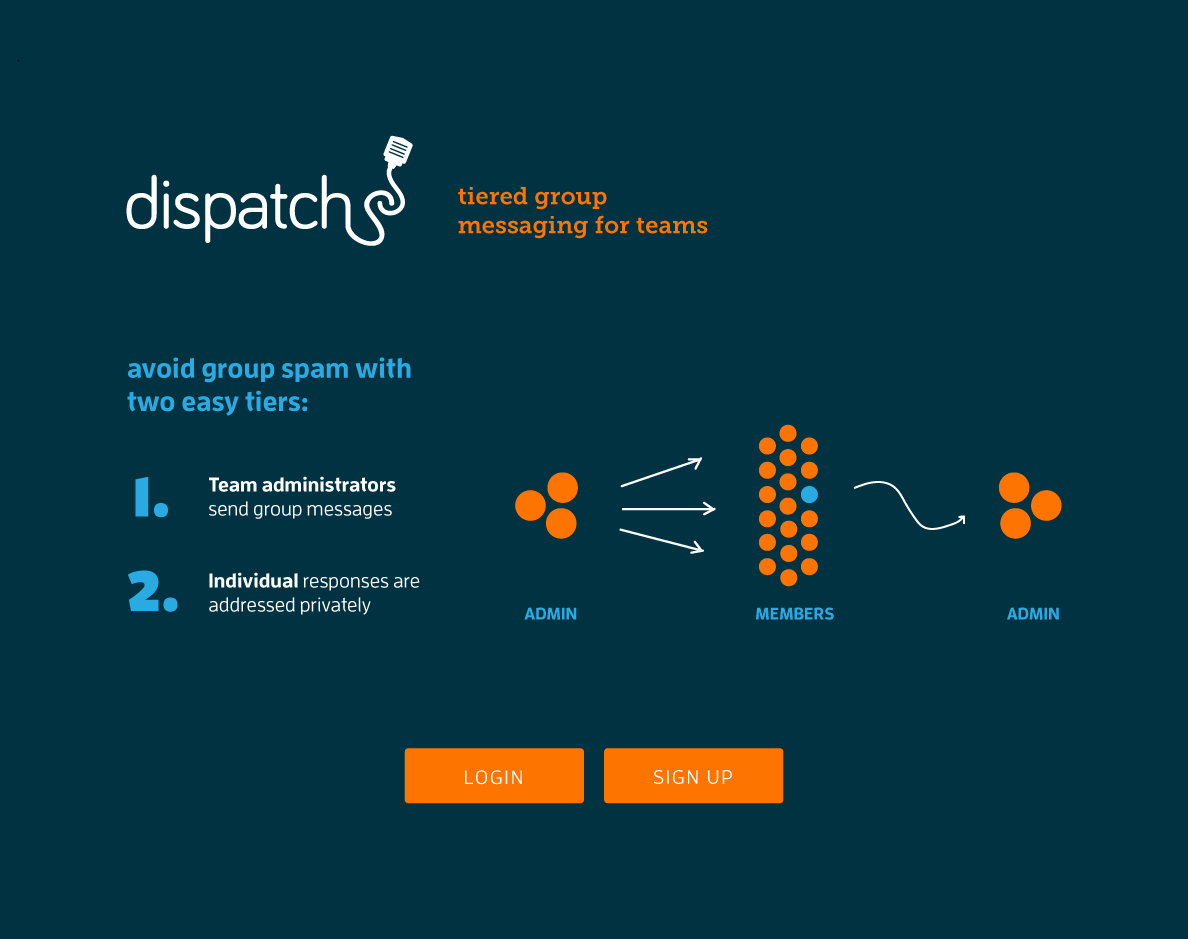 dispatch
tiered group
messaging for teams
avoid group spam with
two easy tiers:
1.
Team administrators
send group messages
2.
Individual responses are
addressed privately
ADMIN
MEMBERS
ADMIN
LOGIN
SIGN UP